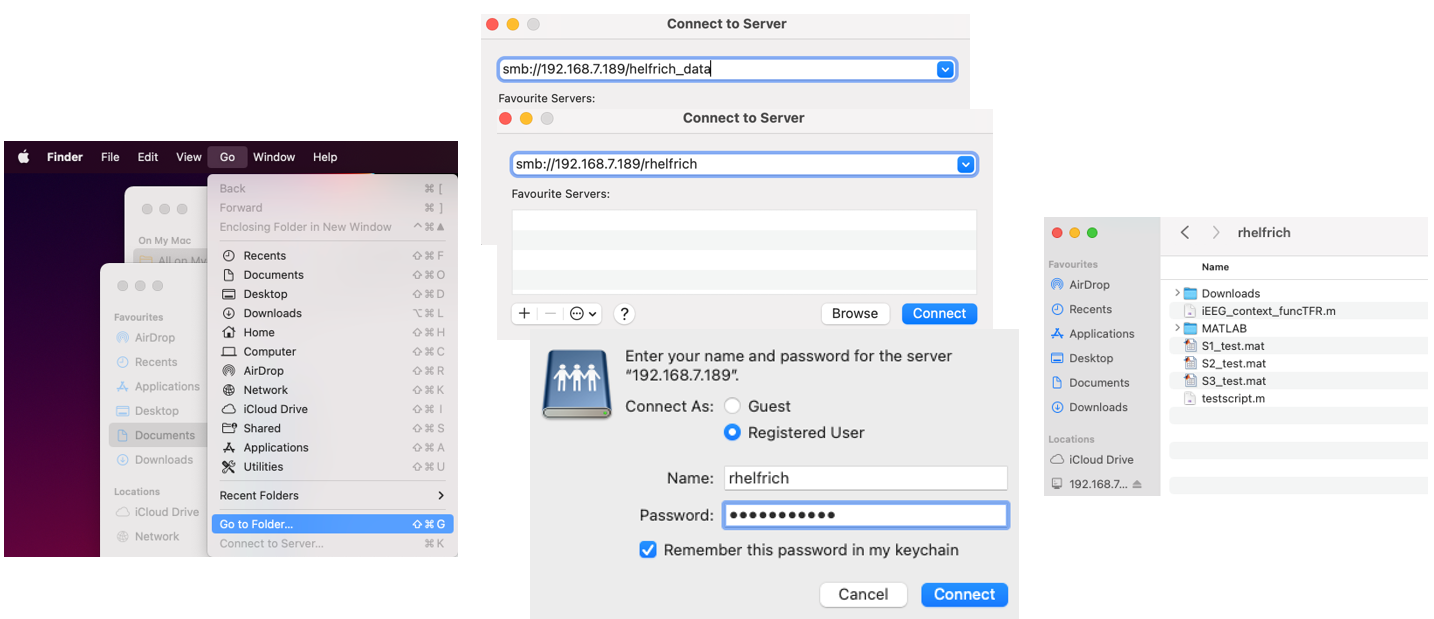 Finder File Edit View Go Window Help
Back ⌘ [
Forward ⌘ ]
Enclosing Folder in New Window ^ ⌘ ▲
Recents ⇧ ⌘ F
Documents ⇧ ⌘ O
Desktop ⇧ ⌘ D
Downloads ⌥ ⌘ L
Home ⇧ ⌘ H
Computer ⇧ ⌘ C
AirDrop ⇧ ⌘ R
Network ⇧ ⌘ K
iCloud Drive ⇧ ⌘ I
Shared ⇧ ⌘ S
Applications ⇧ ⌘ A
Utilities ⇧ ⌘ U
Recent Folders >
Go to Folder... ⇧ ⌘ G
Connect to Server... ⌘ K
On My Mac
All on My
Favourites
AirDrop
Recents
Applications
Desktop
Documents
Downloads
Locations
iCloud Drive
Network
Connect to Server
smb://192.168.7.189/helfrich_data
Favourite Servers:
Connect to Server
smb://192.168.7.189/rhelfrich
Favourite Servers:
+ − ?
Browse Connect
Enter your name and password for the server
“192.168.7.189”.
Connect As: Guest
Registered User
Name: rhelfrich
Password: ●●●●●●●●●●●
Remember this password in my keychain
Cancel Connect
Favourites
AirDrop
Recents
Applications
Desktop
Documents
Downloads
Locations
iCloud Drive
192.168.7...
rhelfrich
Name
Downloads
iEEG_context_funcTFR.m
MATLAB
S1_test.mat
S2_test.mat
S3_test.mat
testscript.m